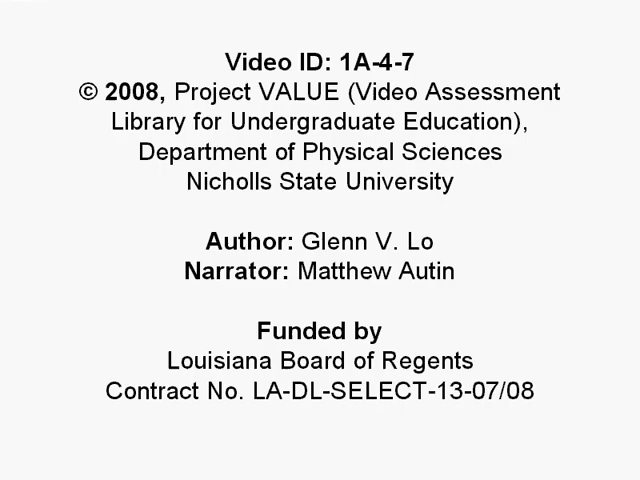 Video ID: 1A-4-7
© 2008, Project VALUE (Video Assessment
Library for Undergraduate Education),
Department of Physical Sciences
Nicholls State University
Author: Glenn V. Lo
Narrator: Matthew Autin
Funded by
Louisiana Board of Regents
Contract No. LA-DL-SELECT-13-07/08